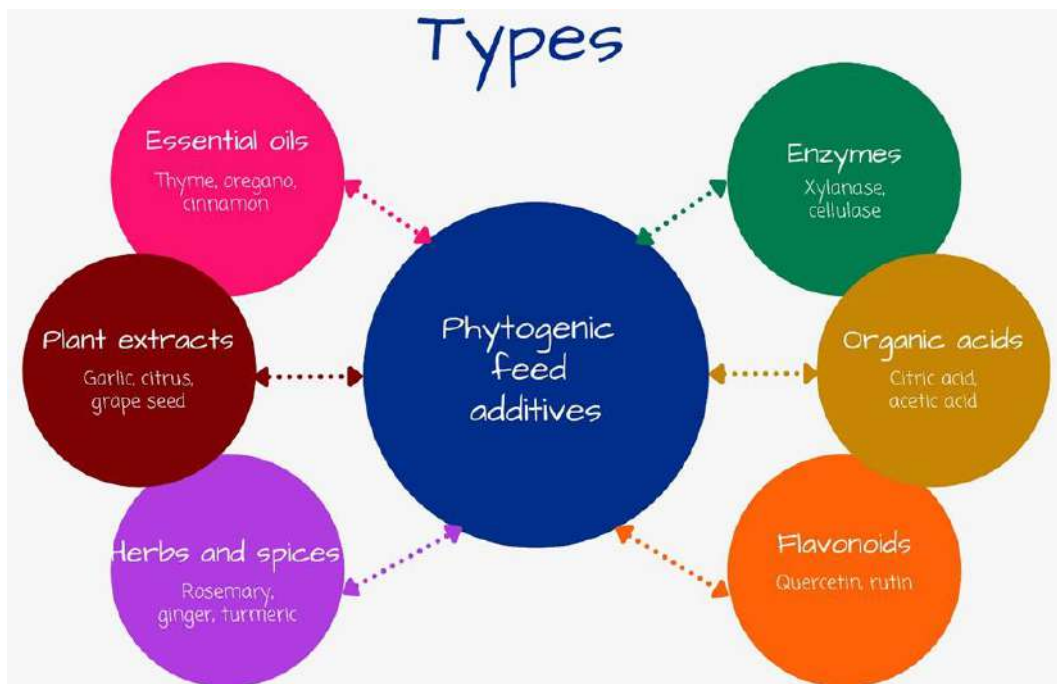 Types
Essential oils
Thyme, oregano,
cinnamon
Enzymes
Xylanase,
cellulase
Plant extracts
Garlic, citrus,
grape seed
Phytogenic
feed
additives
Organic acids
Citric acid,
acetic acid
Herbs and spices
Rosemary,
ginger, turmeric
Flavonoids
Quercetin, rutin